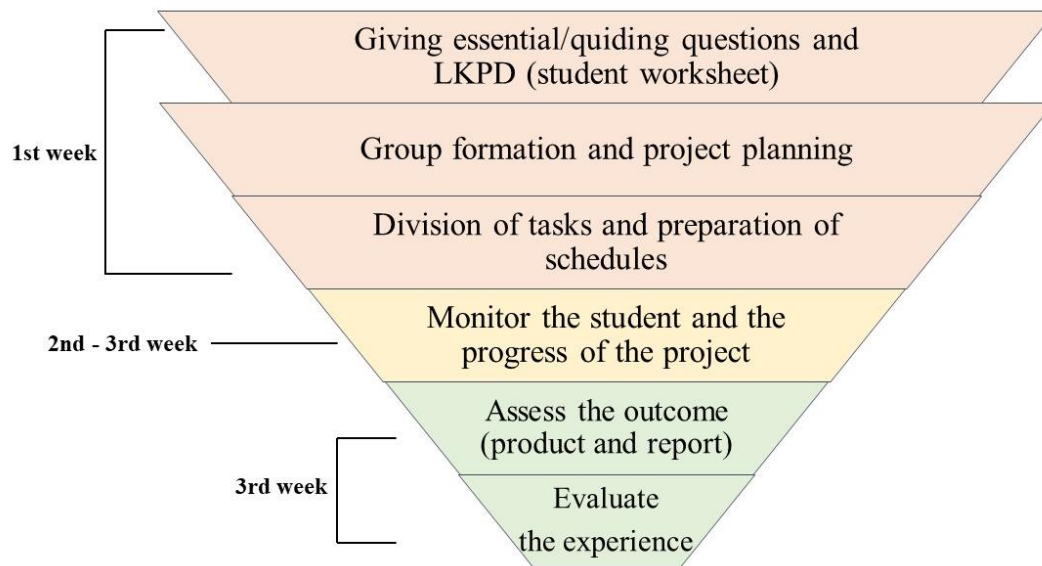 Giving essential/quiding questions and
LKPD (student worksheet)
1st week
Group formation and project planning
Division of tasks and preparation of
schedules
2nd - 3rd week
Monitor the student and the
progress of the project
Assess the outcome
(product and report)
3rd week
Evaluate
the experience